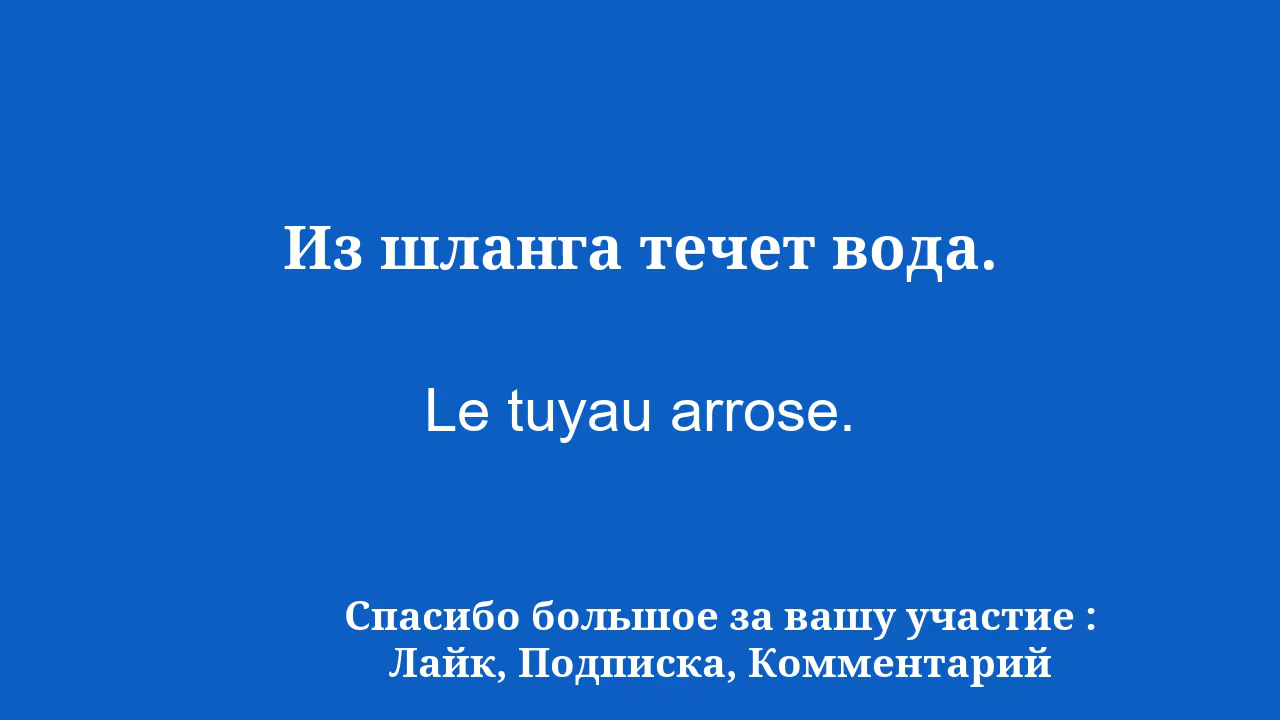 Из шланга течет вода.
Le tuyau arrose.
Спасибо большое за вашу участие :
Лайк, Подписка, Комментарий